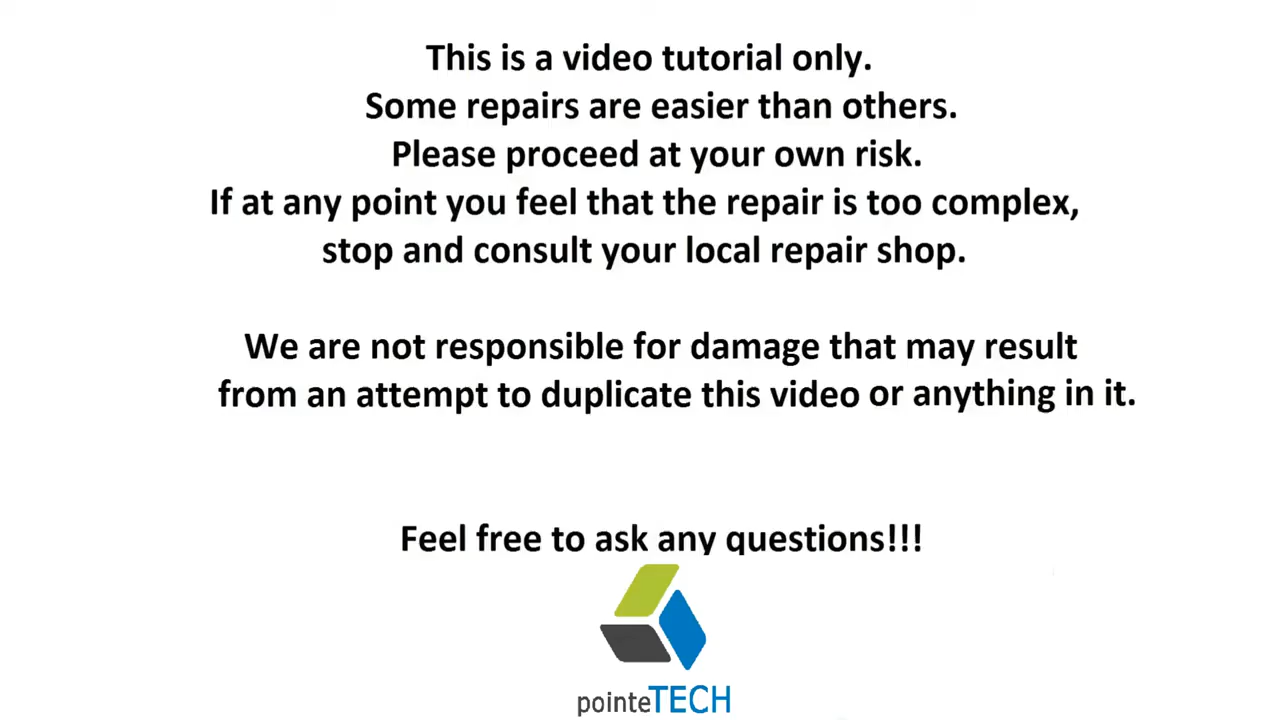 This is a video tutorial only.
Some repairs are easier than others.
Please proceed at your own risk.
If at any point you feel that the repair is too complex,
stop and consult your local repair shop.
We are not responsible for damage that may result
from an attempt to duplicate this video or anything in it.
Feel free to ask any questions!!!
pointeTECH